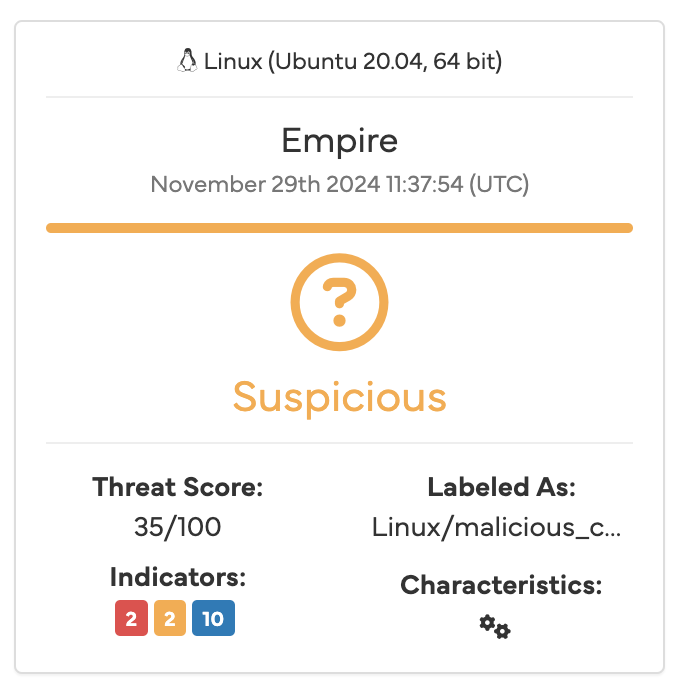 Linux (Ubuntu 20.04, 64 bit)
Empire
November 29th 2024 11:37:54 (UTC)
?
Suspicious
Threat Score:
35/100
Indicators:
2 2 10
Labeled As:
Linux/malicious_c...
Characteristics: